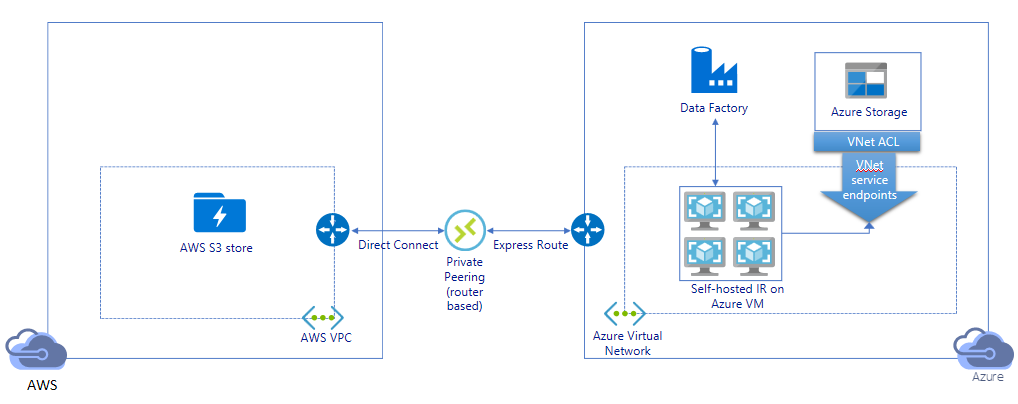 Data Factory
Azure Storage
VNet ACL
VNet
service
endpoints
AWS S3 store
Direct Connect
Express Route
Private
Peering
(router
based)
Self-hosted IR on
Azure VM
AWS VPC
Azure Virtual
Network
AWS
Azure